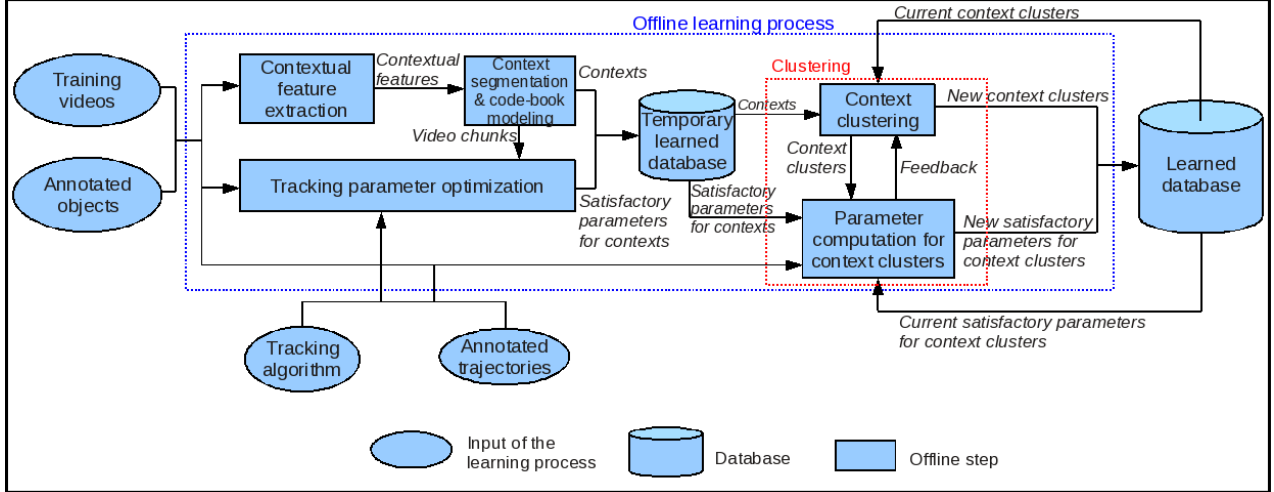 Current context clusters
Offline learning process
Training
videos
Contextual
feature
extraction
Contextual
features
Context
segmentation
& code-book
modeling
Contexts
Video chunks
Clustering
Temporary
learned
database
Contexts
Context
clustering
New context clusters
Context
clusters
Feedback
Learned
database
Annotated
objects
Tracking parameter optimization
Satisfactory
parameters
for contexts
Satisfactory
parameters
for contexts
Parameter
computation for
context clusters
New satisfactory
parameters for
context clusters
Current satisfactory parameters
for context clusters
Tracking
algorithm
Annotated
trajectories
Input of the
learning process
Database
Offline step